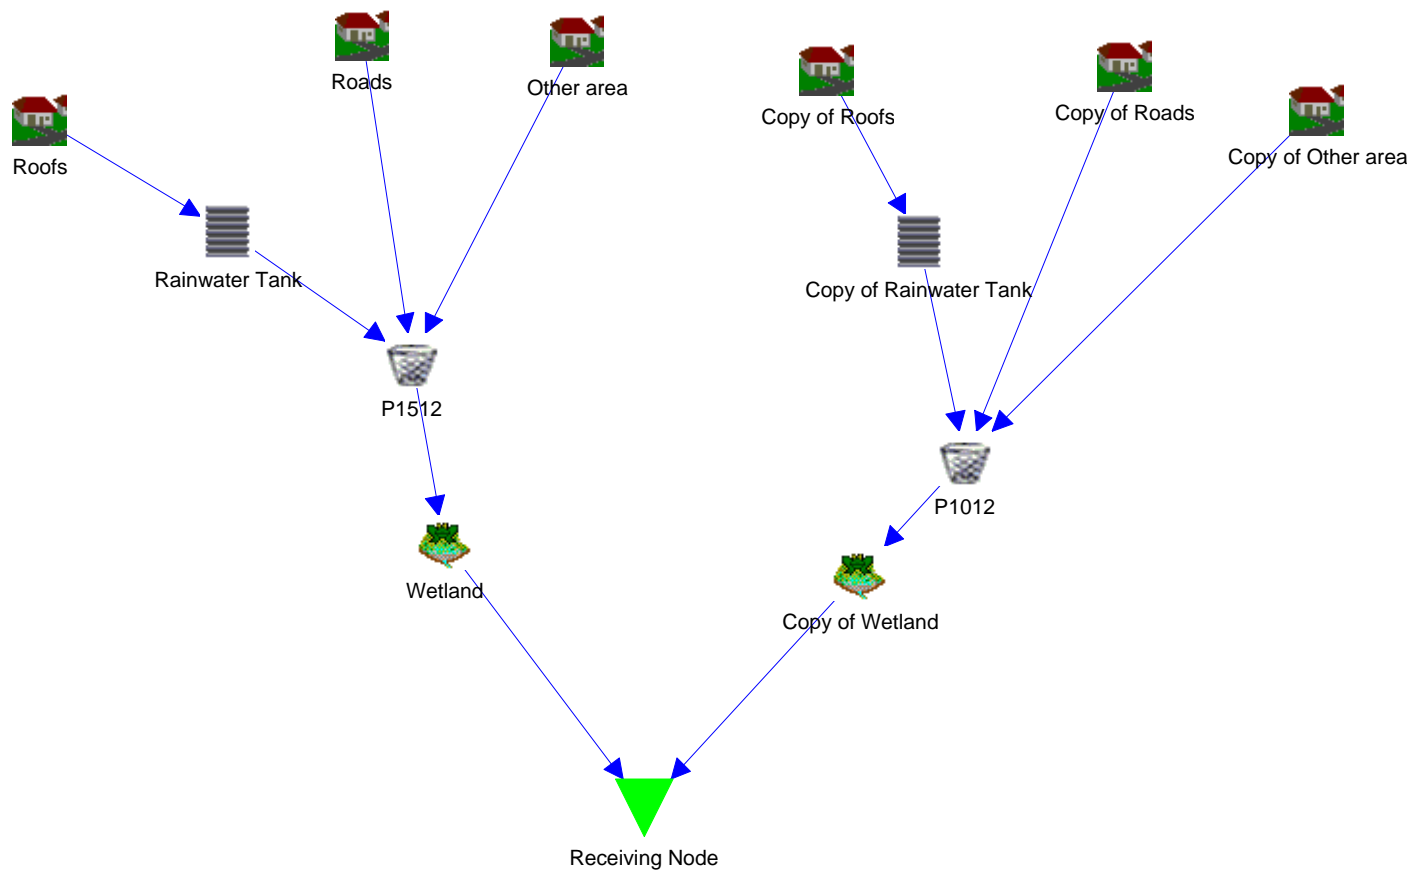 Roads
Other area
Copy of Roofs
Copy of Roads
Copy of Other area
Roofs
Rainwater Tank
Copy of Rainwater Tank
P1512
P1012
Wetland
Copy of Wetland
Receiving Node